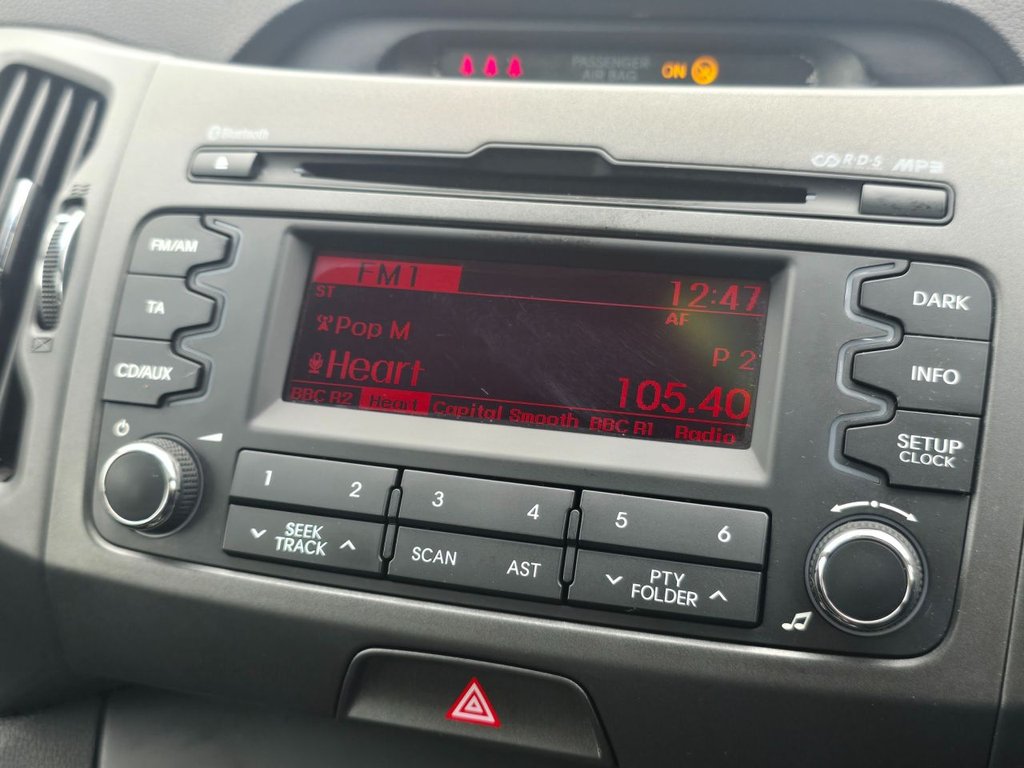 PASSENGER
AIR BAG
ON
Bluetooth
R·D·S MP3
FM/AM
TA
CD/AUX
FM1
12:47
ST
AF
Pop M
P 2
Heart
105.40
BBC R2 Heart Capital Smooth BBC R1 Radio
DARK
INFO
SETUP
CLOCK
1 2 3 4 5 6
SEEK
TRACK
SCAN AST
PTY
FOLDER